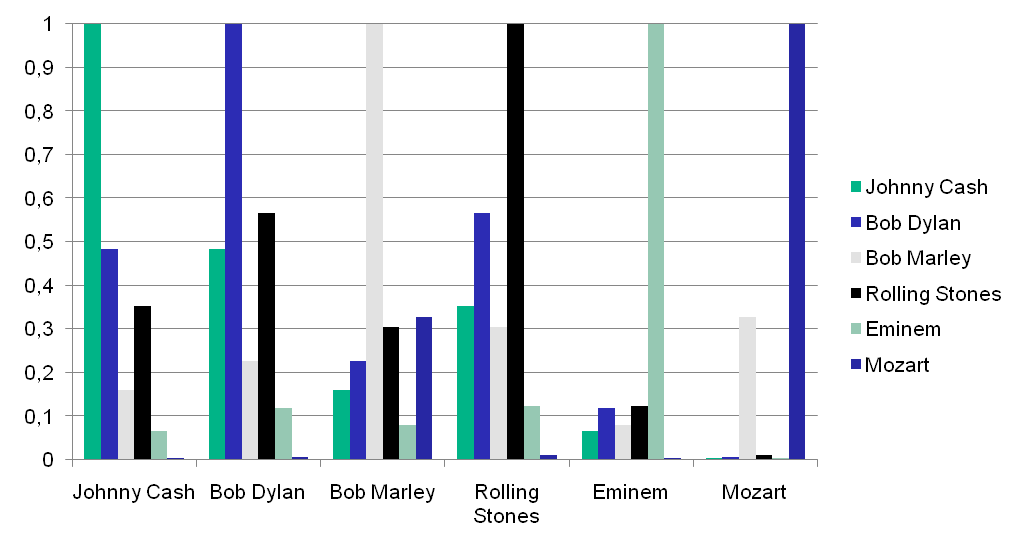 1
0,9
0,8
0,7
0,6
0,5
0,4
0,3
0,2
0,1
0
Johnny Cash
Bob Dylan
Bob Marley
Rolling
Stones
Eminem
Mozart
Johnny Cash
Bob Dylan
Bob Marley
Rolling Stones
Eminem
Mozart